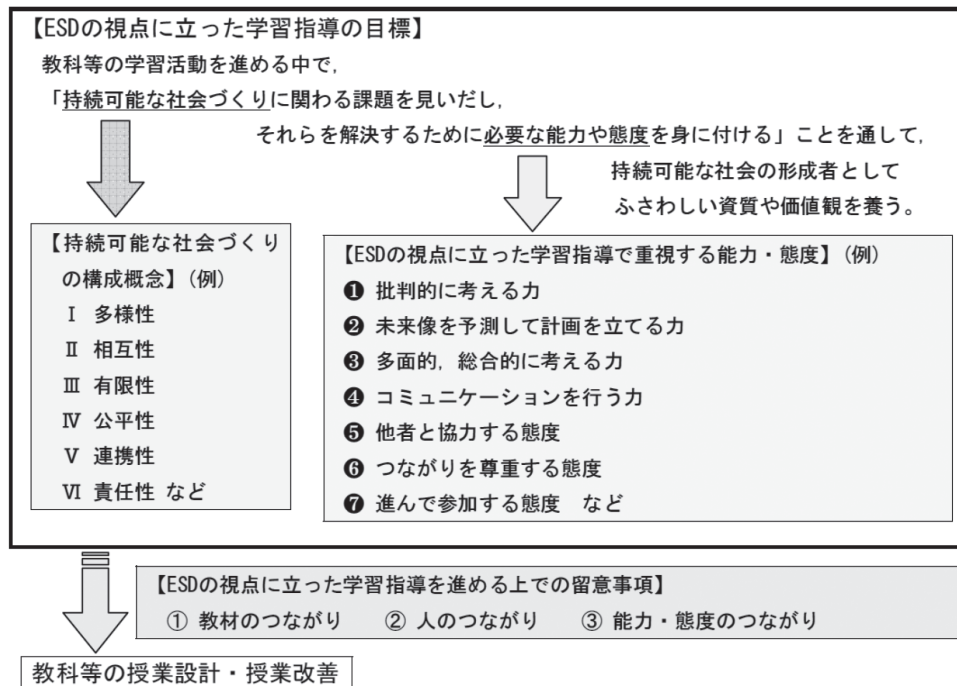 【ESDの視点に立った学習指導の目標】
教科等の学習活動を進める中で，
「持続可能な社会づくりに関わる課題を見いだし，
それらを解決するために必要な能力や態度を身に付ける」ことを通して，
持続可能な社会の形成者として
ふさわしい資質や価値観を養う。
【持続可能な社会づくり
の構成概念】（例）
Ⅰ 多様性
Ⅱ 相互性
Ⅲ 有限性
Ⅳ 公平性
Ⅴ 連携性
Ⅵ 責任性 など
【ESDの視点に立った学習指導で重視する能力・態度】（例）
❶ 批判的に考える力
❷ 未来像を予測して計画を立てる力
❸ 多面的，総合的に考える力
❹ コミュニケーションを行う力
❺ 他者と協力する態度
❻ つながりを尊重する態度
❼ 進んで参加する態度 など
【ESDの視点に立った学習指導を進める上での留意事項】
① 教材のつながり ② 人のつながり ③ 能力・態度のつながり
教科等の授業設計・授業改善